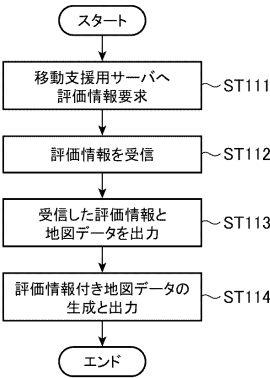 スタート
移動支援用サーバへ
評価情報要求
ST111
評価情報を受信
ST112
受信した評価情報と
地図データを出力
ST113
評価情報付き地図データの
生成と出力
ST114
エンド